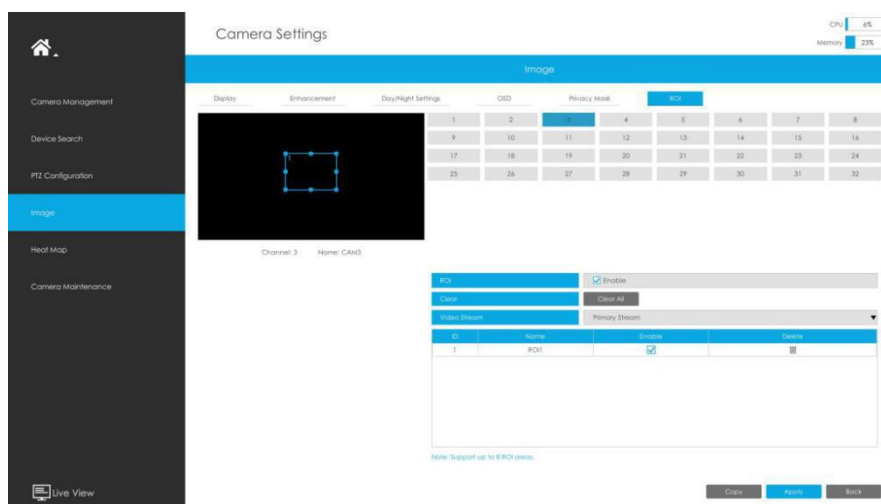 Camera Settings
CPU 6%
Memory 23%
Image
Camera Management
Device Search
PTZ Configuration
Image
Heat Map
Camera Maintenance
Live View
Display Enhancement Day/Night Settings OSD Privacy Mask ROI
1 2 3 4 5 6 7 8
9 10 11 12 13 14 15 16
17 18 19 20 21 22 23 24
25 26 27 28 29 30 31 32
1
Channel: 3 Name: CAM3
ROI Enable
Clear Clear All
Video Stream Primary Stream
ID Name Enable Delete
1 ROI1
Note: Support up to 8 ROI areas.
Copy Apply Back